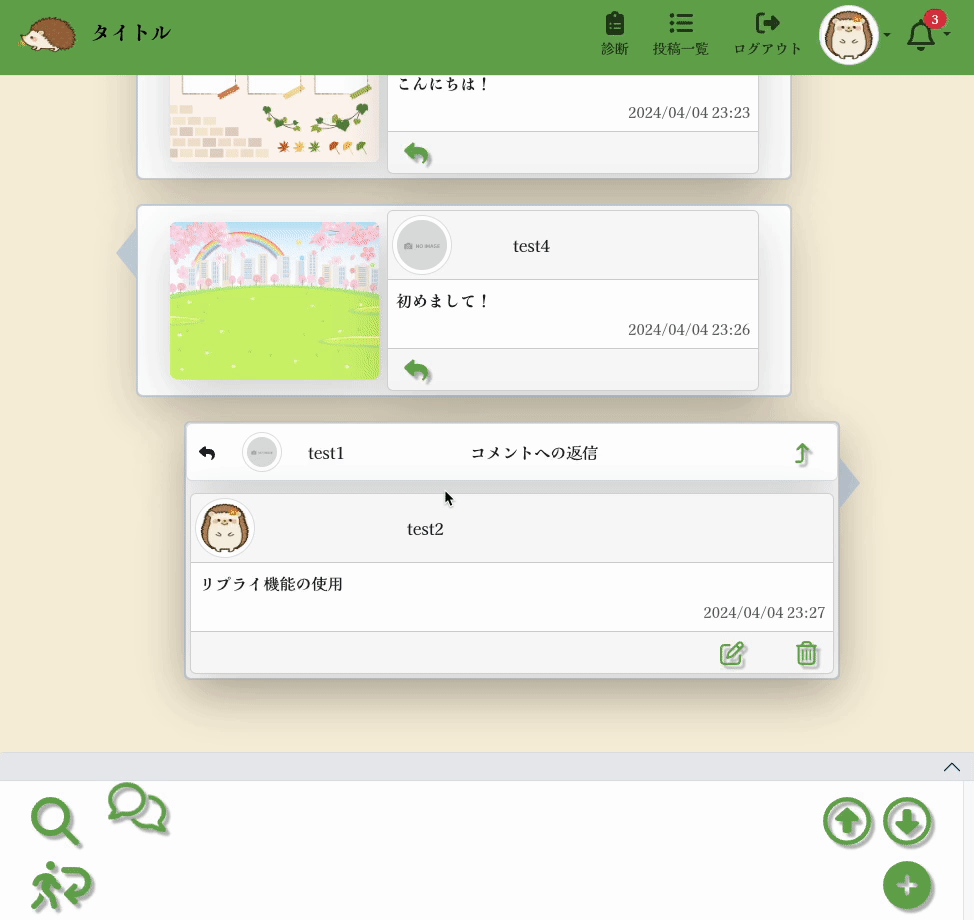 タイトル
診断
投稿一覧
ログアウト
3
こんにちは！
2024/04/04 23:23
test4
NO IMAGE
初めまして！
2024/04/04 23:26
test1
コメントへの返信
test2
リプライ機能の使用
2024/04/04 23:27